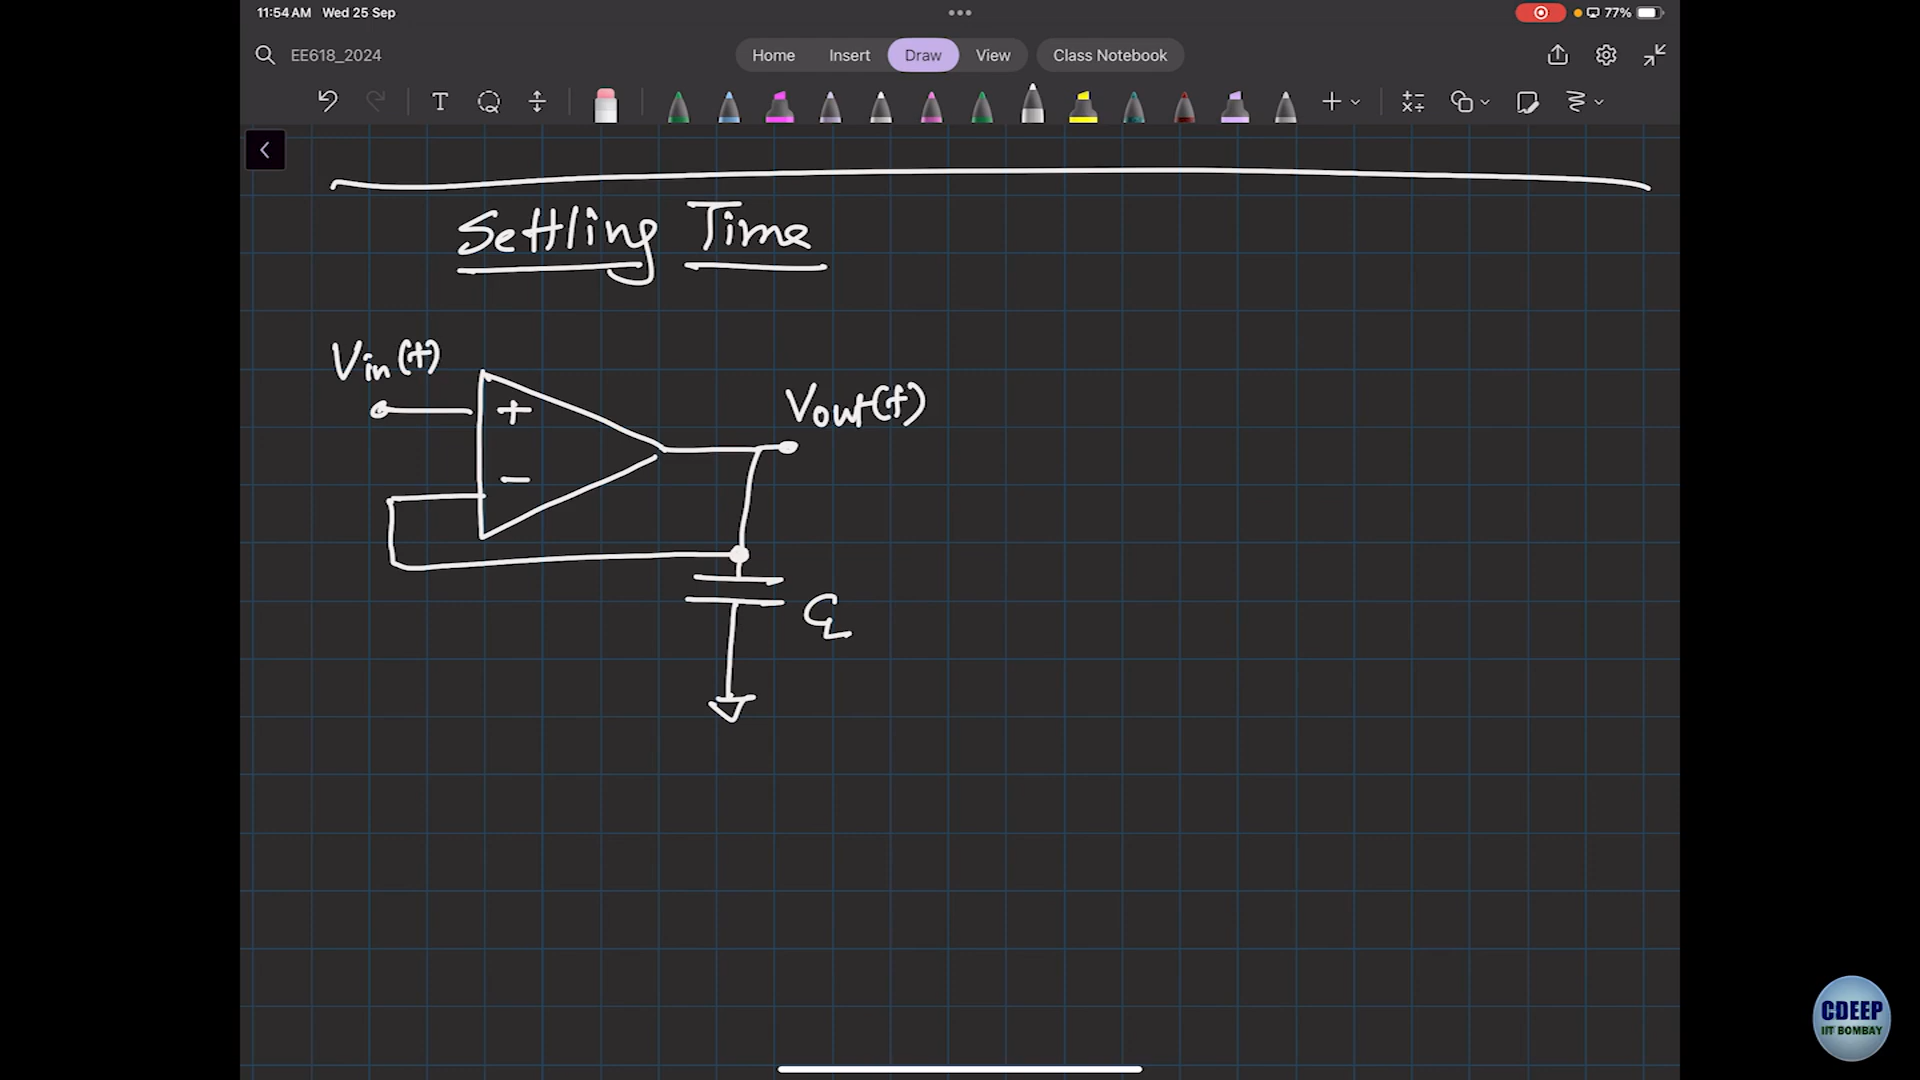 11:54 AM Wed 25 Sep
77%
EE618_2024
Home Insert Draw View Class Notebook
T
Settling Time
Vin(t)
+
Vout(t)
-
CL
CDEEP
IIT BOMBAY